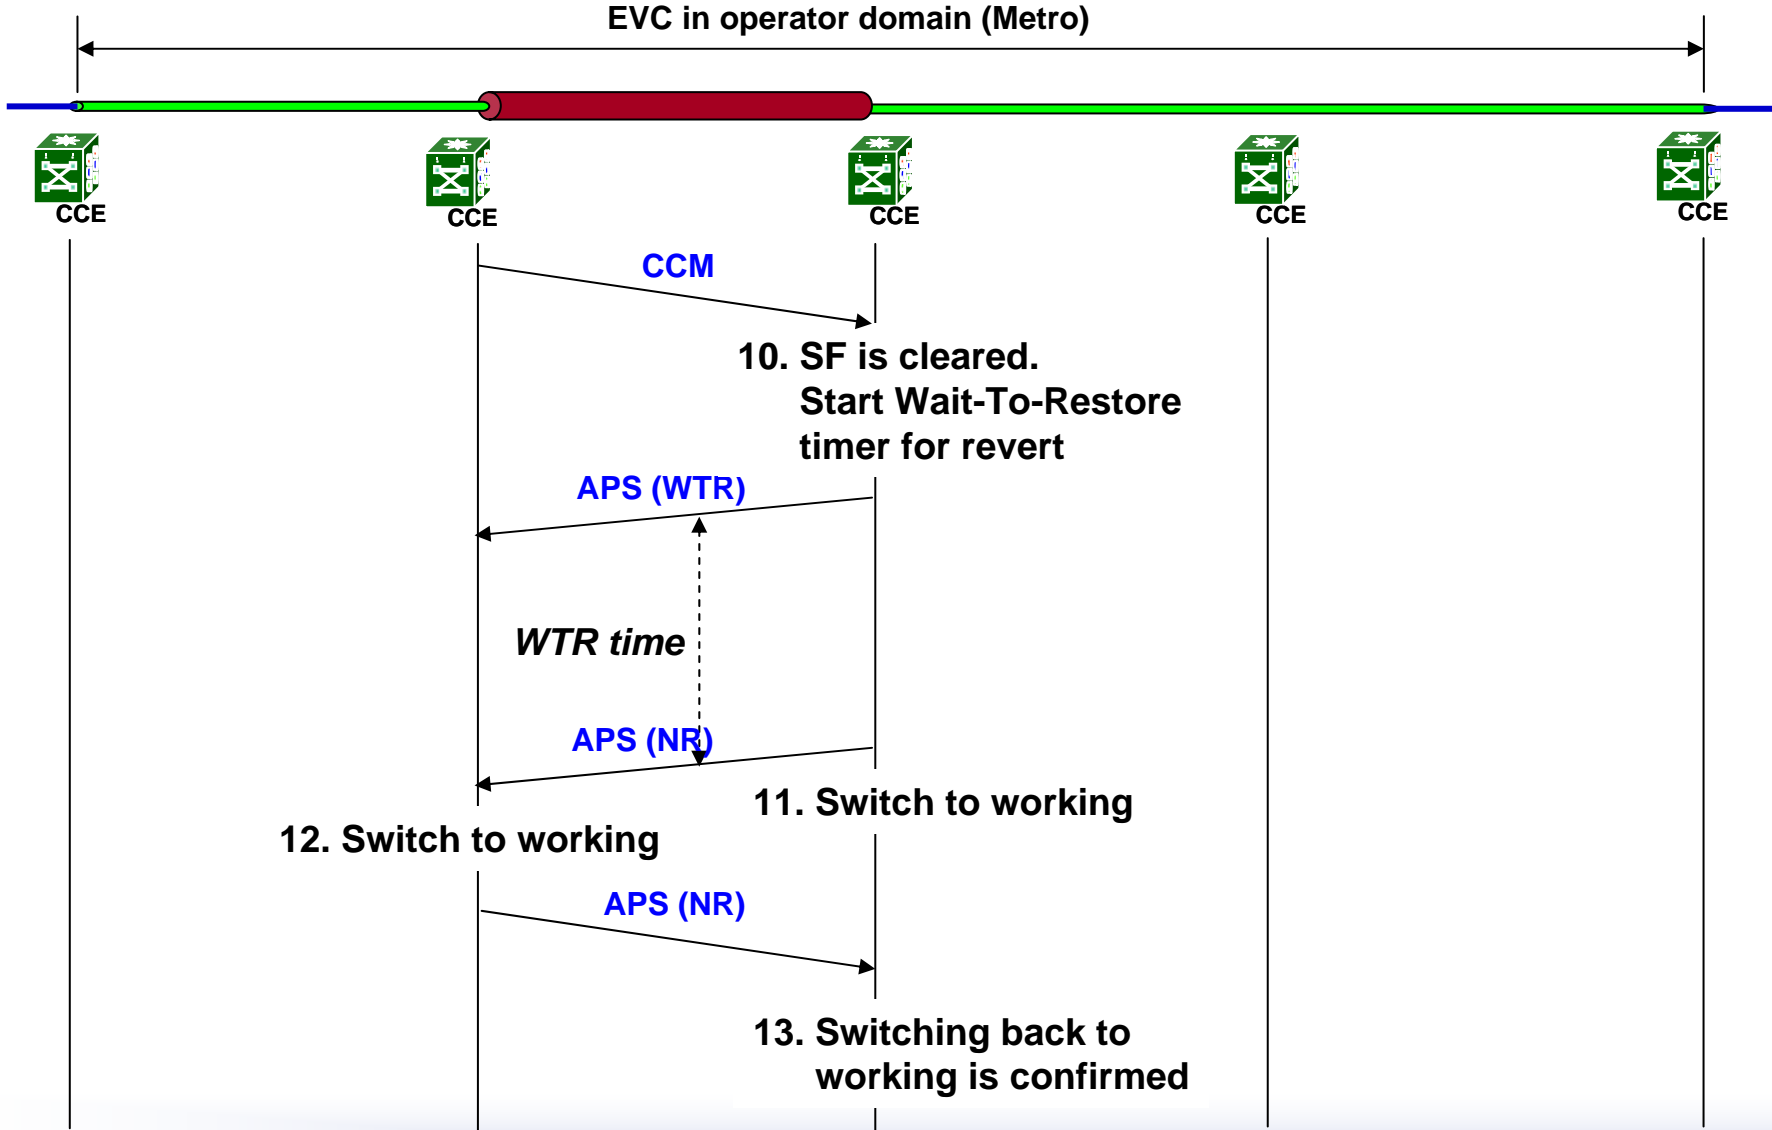 EVC in operator domain (Metro)
CCE
CCE
CCE
CCE
CCE
CCM
10. SF is cleared.
Start Wait-To-Restore
timer for revert
APS (WTR)
WTR time
APS (NR)
11. Switch to working
12. Switch to working
APS (NR)
13. Switching back to
working is confirmed